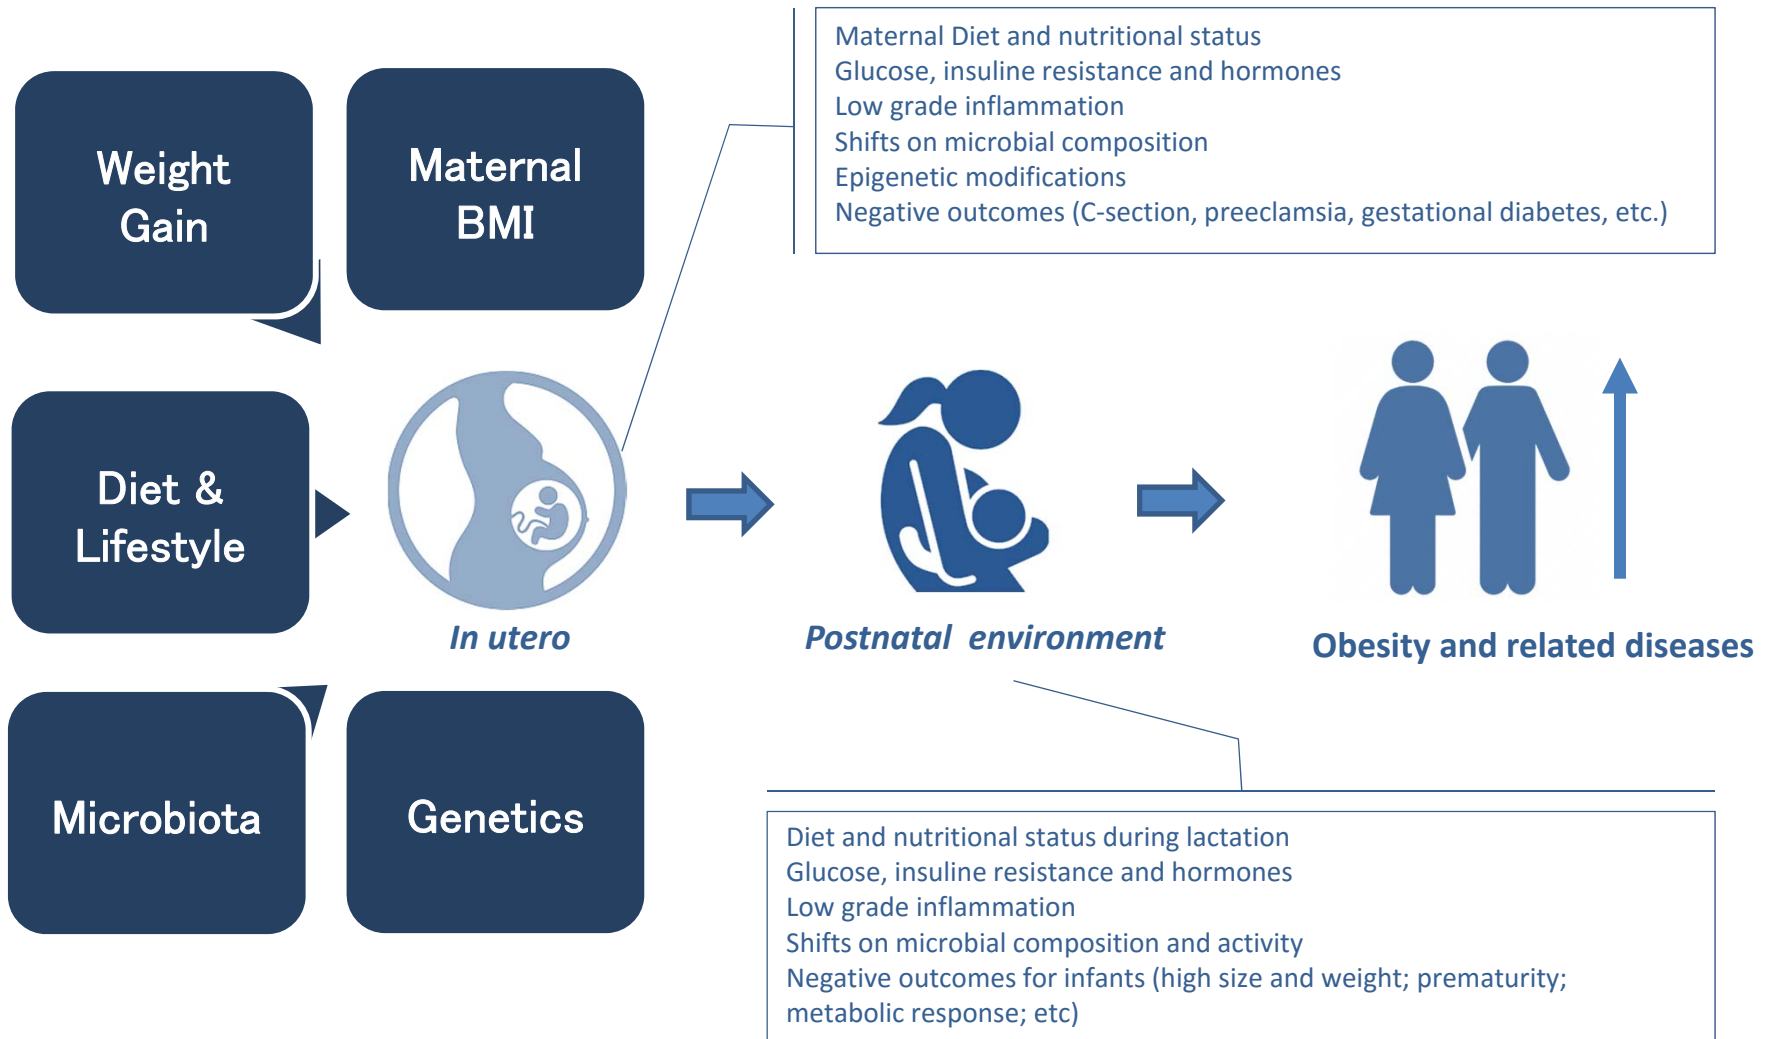 Weight
Gain
Maternal
BMI
Maternal Diet and nutritional status
Glucose, insuline resistance and hormones
Low grade inflammation
Shifts on microbial composition
Epigenetic modifications
Negative outcomes (C-section, preeclamsia, gestational diabetes, etc.)
Diet &
Lifestyle
In utero
Postnatal environment
Obesity and related diseases
Microbiota
Genetics
Diet and nutritional status during lactation
Glucose, insuline resistance and hormones
Low grade inflammation
Shifts on microbial composition and activity
Negative outcomes for infants (high size and weight; prematurity;
metabolic response; etc)